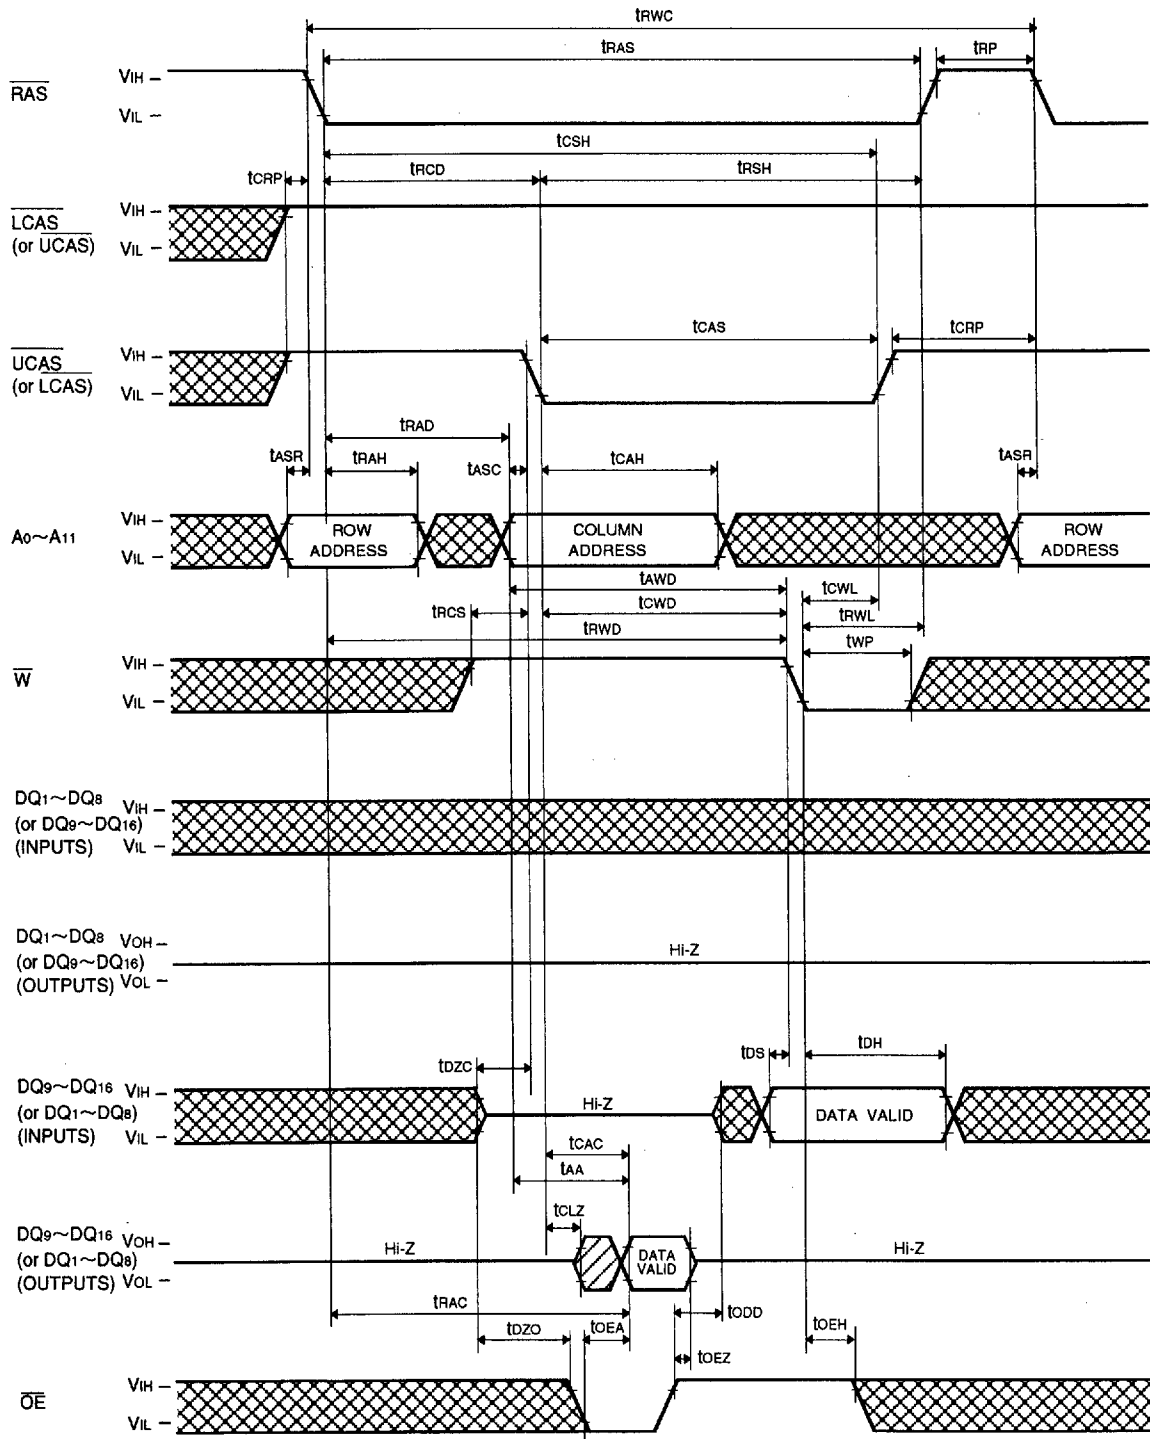 tRWC
tRAS
tRP
RAS
VIH
VIL
tCSH
tCRP
tRCD
tRSH
LCAS
(or UCAS)
VIH
VIL
tCAS
tCRP
UCAS
(or LCAS)
VIH
VIL
tRAD
tASR
tRAH
tASC
tCAH
tASR
A0~A11
VIH
VIL
ROW
ADDRESS
COLUMN
ADDRESS
ROW
ADDRESS
tAWD
tCWL
tRCS
tCWD
tRWL
tRWD
tWP
W
VIH
VIL
DQ1~DQ8
(or DQ9~DQ16)
(INPUTS)
VIH
VIL
DQ1~DQ8
(or DQ9~DQ16)
(OUTPUTS)
VOH
VOL
Hi-Z
tDZC
tDS
tDH
DQ9~DQ16
(or DQ1~DQ8)
(INPUTS)
VIH
VIL
Hi-Z
DATA VALID
tCAC
tAA
tCLZ
DQ9~DQ16
(or DQ1~DQ8)
(OUTPUTS)
VOH
VOL
Hi-Z
DATA
VALID
Hi-Z
tRAC
tODD
tDZO
tOEA
tOEH
tOEZ
OE
VIH
VIL